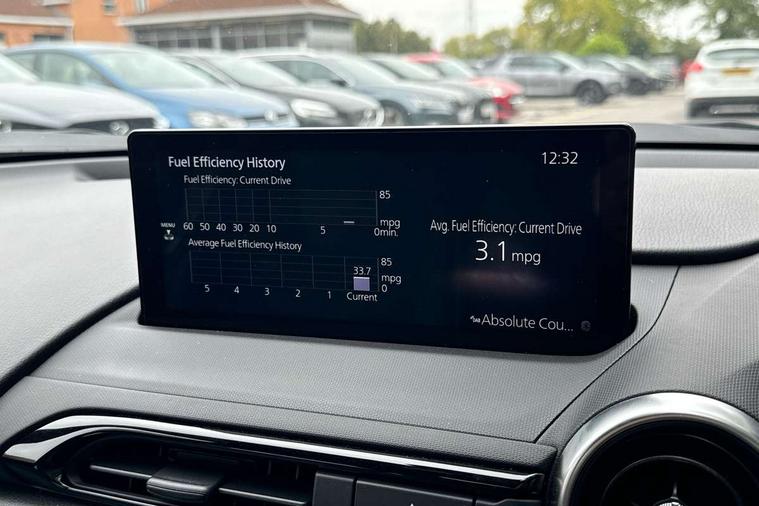 Fuel Efficiency History
12:32
Fuel Efficiency: Current Drive
85
mpg
60 50 40 30 20 10 5 0min.
MENU
Avg. Fuel Efficiency: Current Drive
3.1 mpg
Average Fuel Efficiency History
85
33.7
mpg
0
5 4 3 2 1 Current
DAB Absolute Cou...